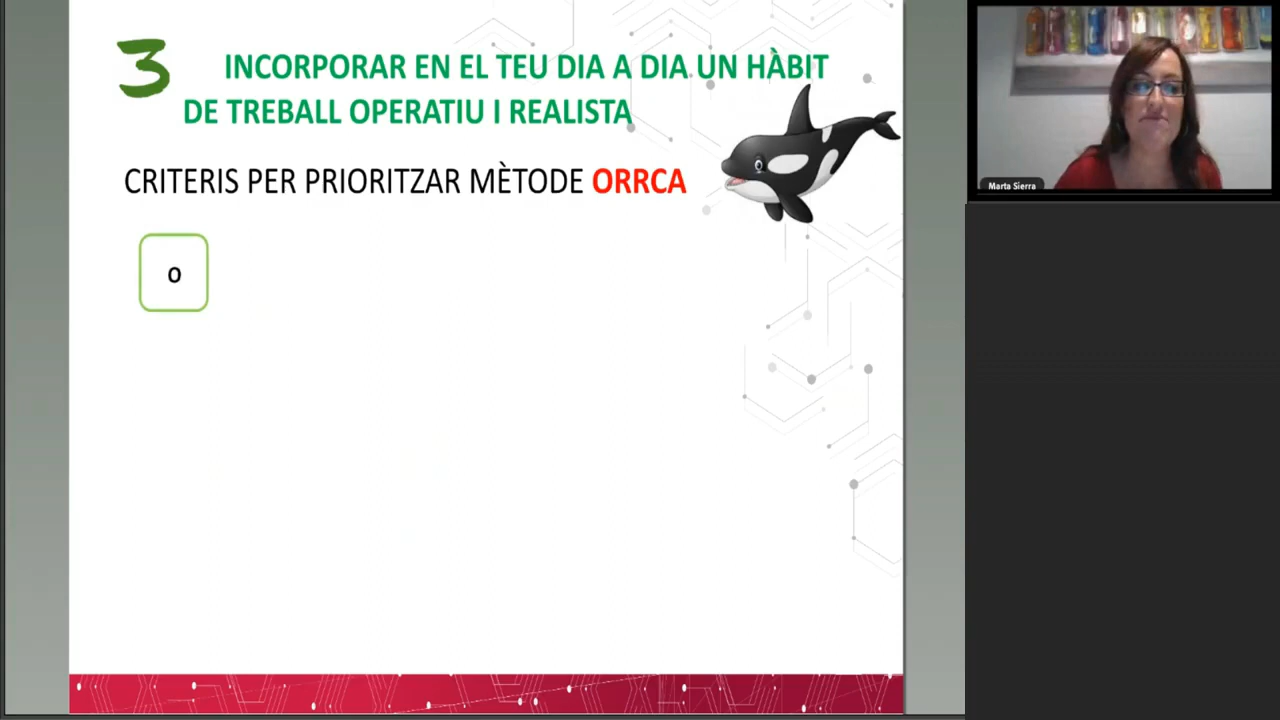 3 INCORPORAR EN EL TEU DIA A DIA UN HÀBIT
DE TREBALL OPERATIU I REALISTA
CRITERIS PER PRIORITZAR MÈTODE ORRCA
O
Marta Sierra